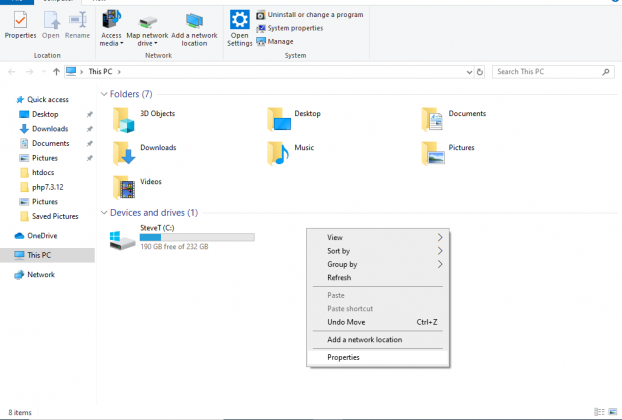 Properties
Open
Rename
Access media
Map network drive
Add a network location
Open Settings
Uninstall or change a program
System properties
Manage
Location
Network
System
This PC
Search This PC
Quick access
Desktop
Downloads
Documents
Pictures
htdocs
php7.3.12
Pictures
Saved Pictures
OneDrive
This PC
Network
Folders (7)
3D Objects
Desktop
Documents
Downloads
Music
Pictures
Videos
Devices and drives (1)
SteveT (C:)
190 GB free of 232 GB
View
Sort by
Group by
Refresh
Paste
Paste shortcut
Undo Move Ctrl+Z
Add a network location
Properties
8 items